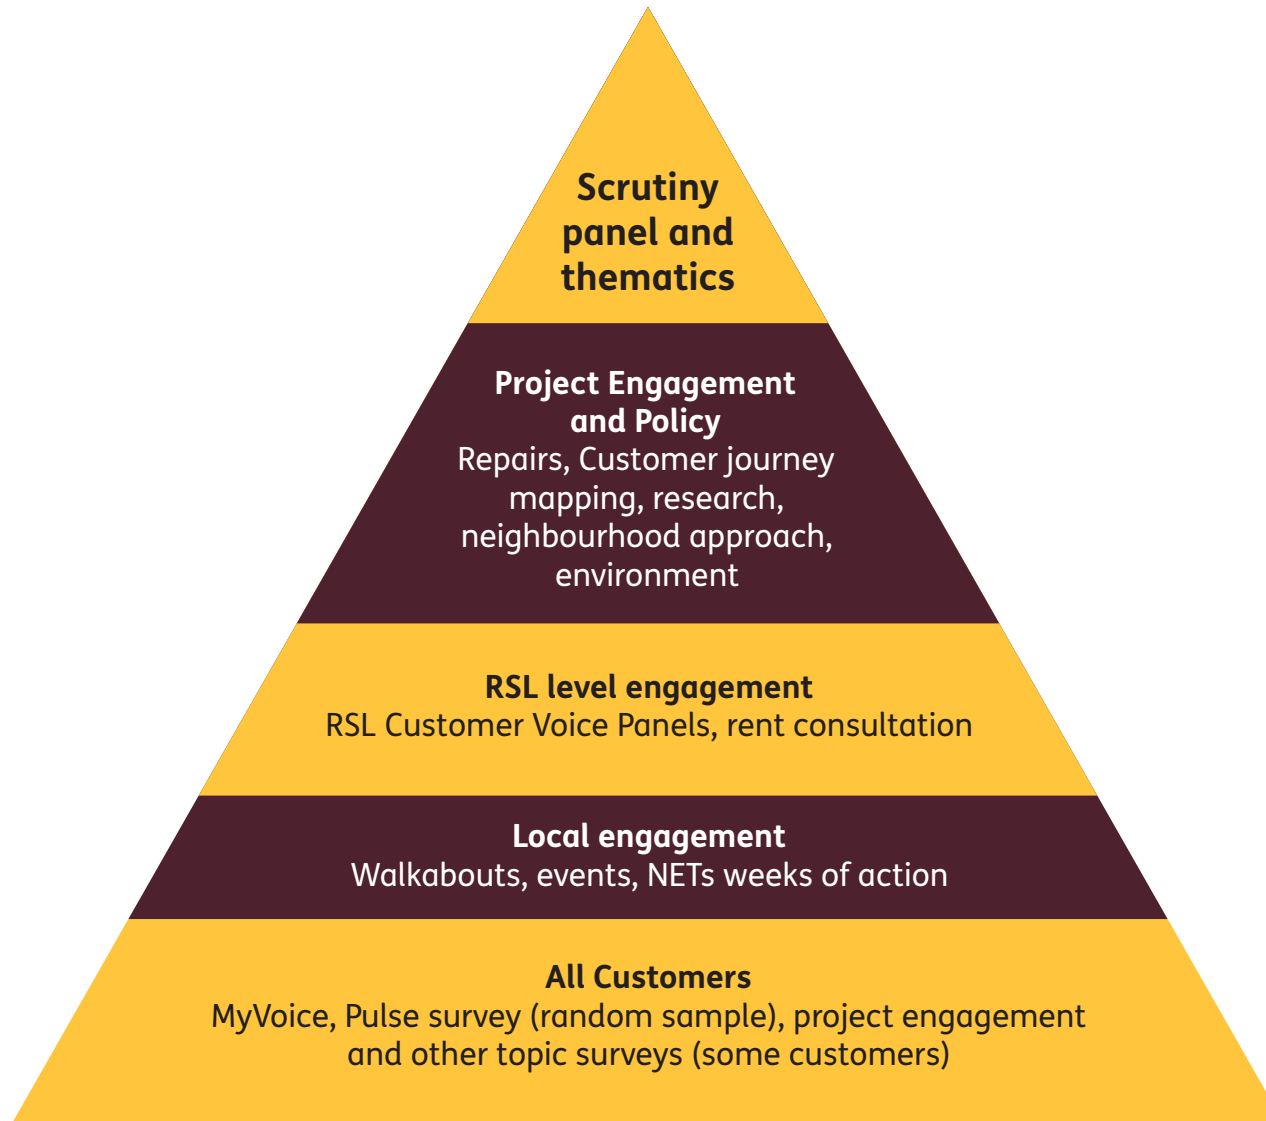 Scrutiny
panel and
thematics
Project Engagement
and Policy
Repairs, Customer journey
mapping, research,
neighbourhood approach,
environment
RSL level engagement
RSL Customer Voice Panels, rent consultation
Local engagement
Walkabouts, events, NETs weeks of action
All Customers
MyVoice, Pulse survey (random sample), project engagement
and other topic surveys (some customers)